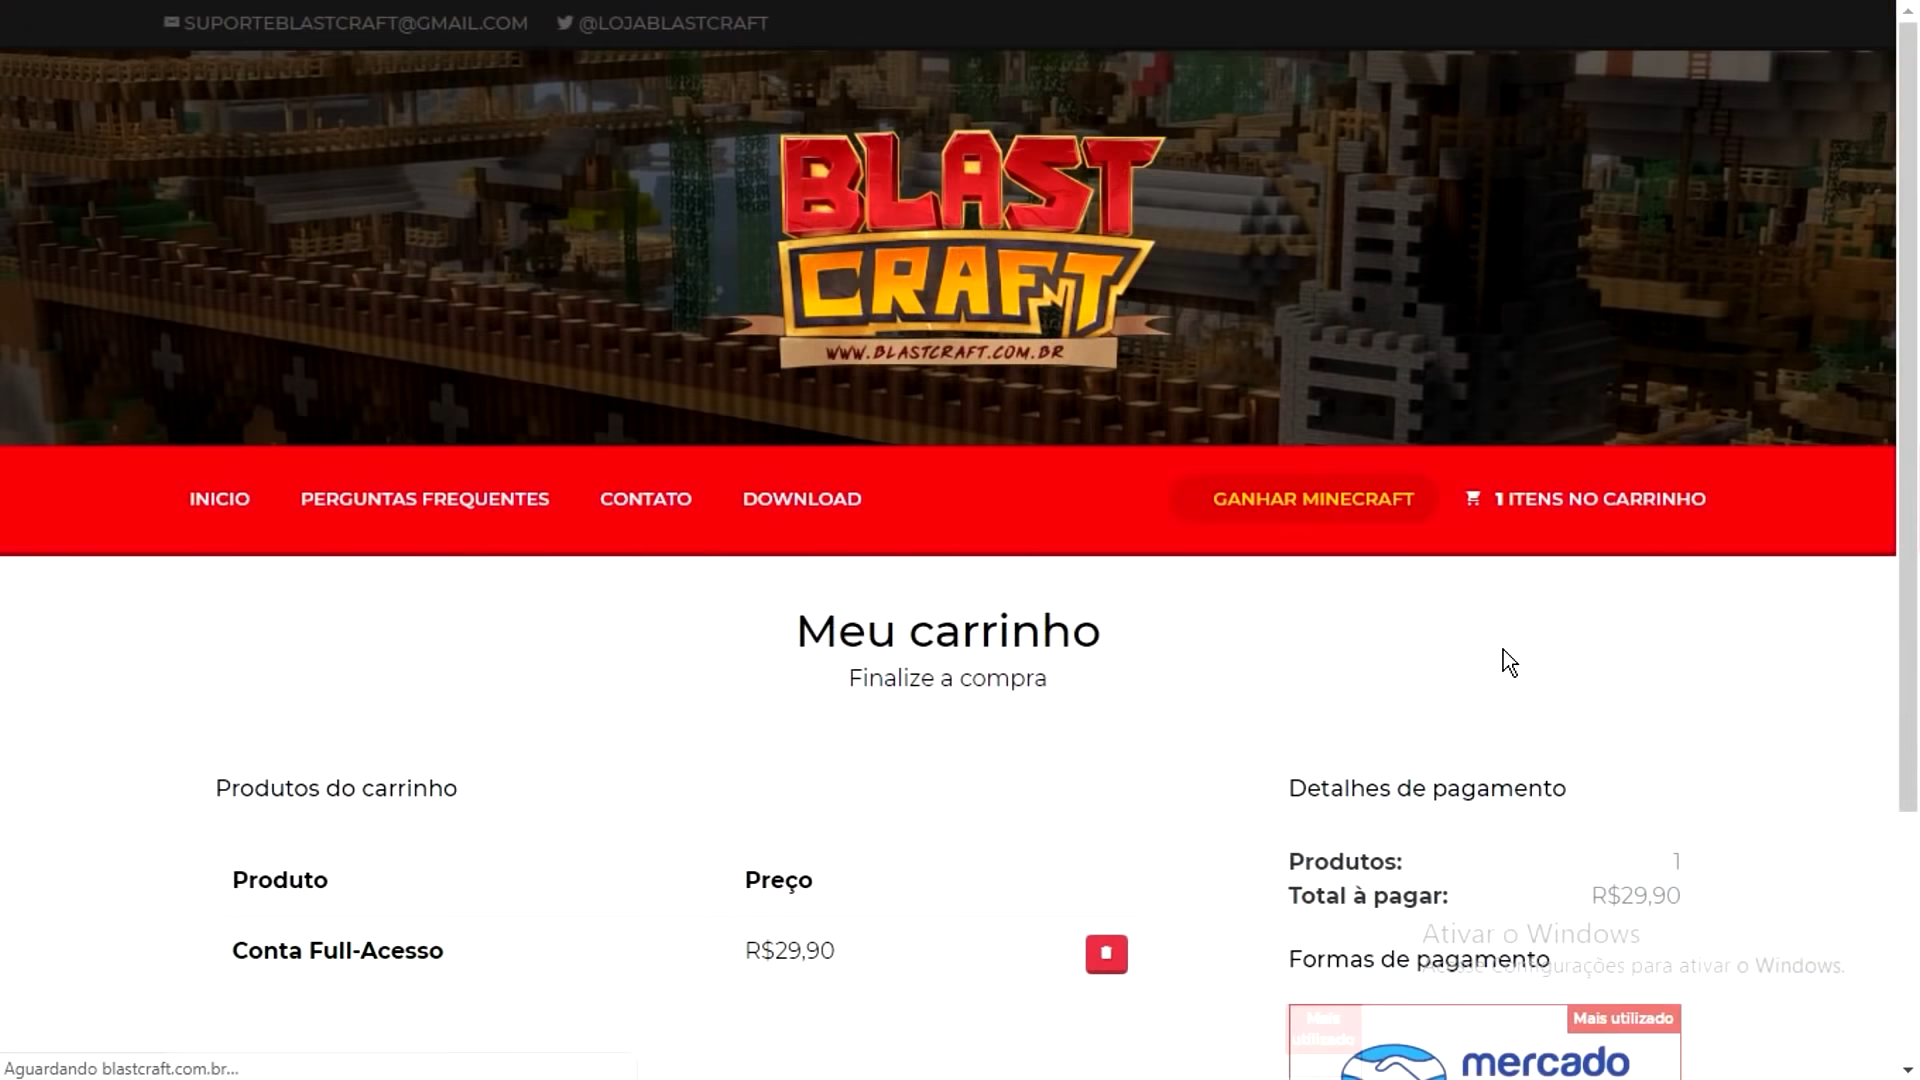 SUPORTEBLASTCRAFT@GMAIL.COM @LOJABLASTCRAFT
BLAST
CRAFT
WWW.BLASTCRAFT.COM.BR
INICIO PERGUNTAS FREQUENTES CONTATO DOWNLOAD GANHAR MINECRAFT 1 ITENS NO CARRINHO
Meu carrinho
Finalize a compra
Produtos do carrinho
Produto Preço
Conta Full-Acesso R$29,90
Detalhes de pagamento
Produtos: 1
Total à pagar: R$29,90
Ativar o Windows
Formas de pagamento
Acesse Configurações para ativar o Windows.
Mais utilizado
Mais utilizado
mercado
Aguardando blastcraft.com.br...